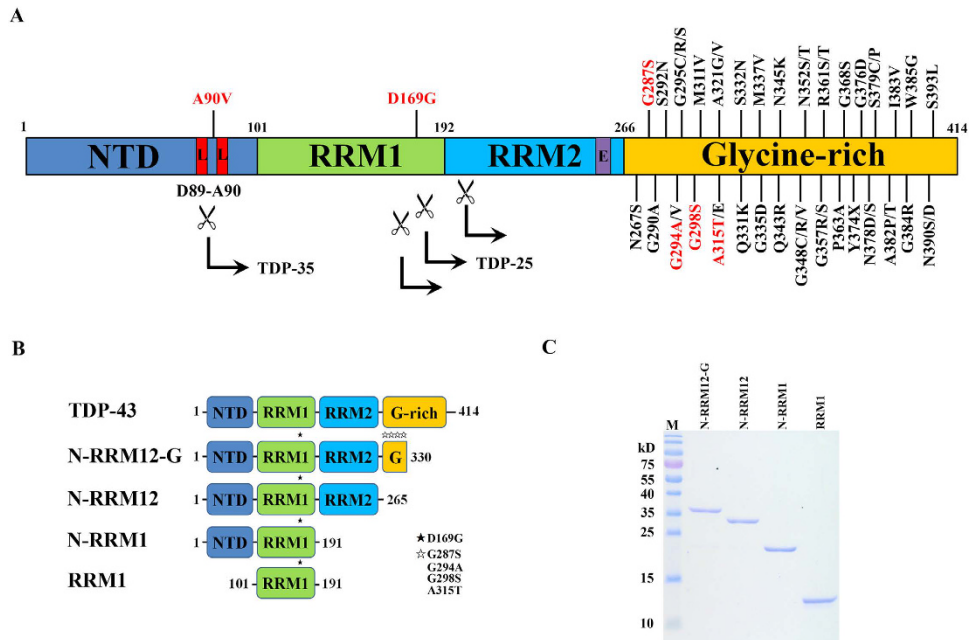 A
G287S
S292N
G295C/R/S
M311V
A321G/V
S332N
M337V
N345K
N352S/T
R361S/T
G368S
G376D
S379C/P
I383V
W385G
S393L
A90V
D169G
1
101
192
266
414
NTD
L
L
RRM1
RRM2
E
Glycine-rich
D89-A90
TDP-35
TDP-25
N267S
G290A
G294A/V
G298S
A315T/E
Q331K
G335D
Q343R
G348C/R/V
G357R/S
P363A
Y374X
N378D/S
A382P/T
G384R
N390S/D
B
TDP-43 1 NTD RRM1 RRM2 G-rich 414
N-RRM12-G 1 NTD RRM1 RRM2 G 330
N-RRM12 1 NTD RRM1 RRM2 265
N-RRM1 1 NTD RRM1 191
RRM1 101 RRM1 191
★D169G
☆G287S
G294A
G298S
A315T
C
N-RRM12-G
N-RRM12
N-RRM1
RRM1
M
kD
75
55
40
35
25
15
10